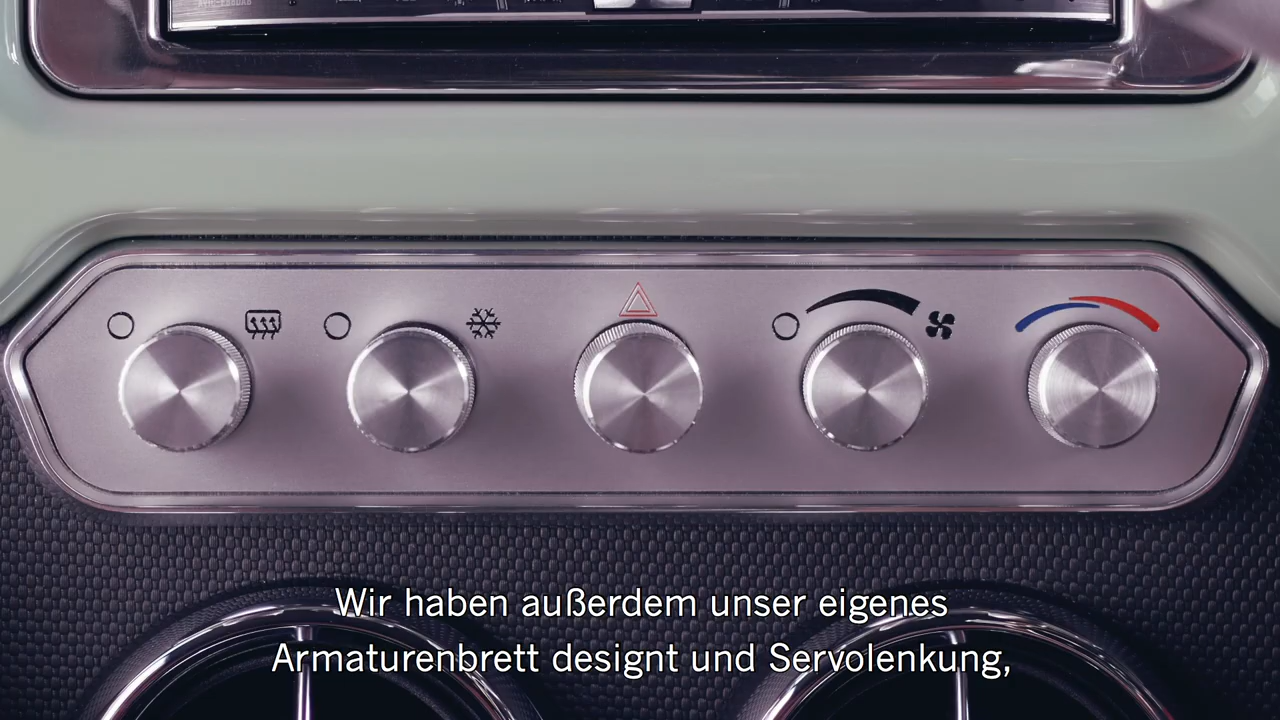 Wir haben außerdem unser eigenes
Armaturenbrett designt und Servolenkung,